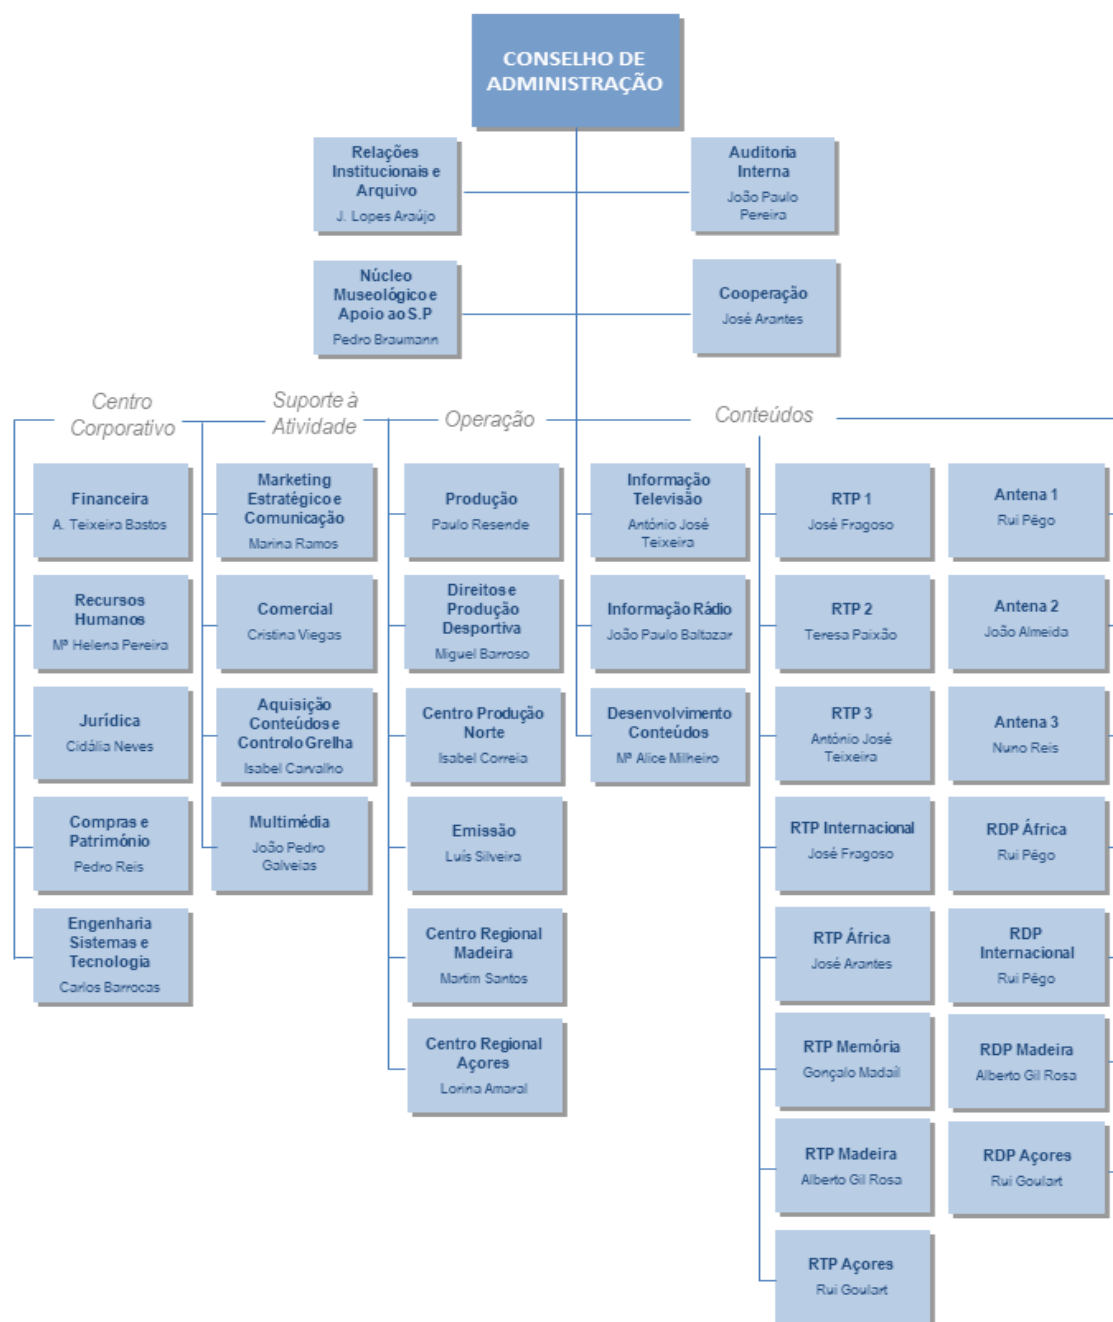 CONSELHO DE
ADMINISTRAÇÃO
Relações
Institucionais e
Arquivo
J. Lopes Araújo
Auditoria
Interna
João Paulo
Pereira
Núcleo
Museológico e
Apoio ao S.P
Pedro Braumann
Cooperação
José Arantes
Centro
Corporativo
Suporte à
Atividade
Operação
Conteúdos
Financeira
A. Teixeira Bastos
Recursos
Humanos
Mª Helena Pereira
Jurídica
Cidália Neves
Compras e
Património
Pedro Reis
Engenharia
Sistemas e
Tecnologia
Carlos Barrocas
Marketing
Estratégico e
Comunicação
Marina Ramos
Comercial
Cristina Viegas
Aquisição
Conteúdos e
Controlo Grelha
Isabel Carvalho
Multimédia
João Pedro
Galveias
Produção
Paulo Resende
Direitos e
Produção
Desportiva
Miguel Barroso
Centro Produção
Norte
Isabel Correia
Emissão
Luís Silveira
Centro Regional
Madeira
Martim Santos
Centro Regional
Açores
Lorina Amaral
Informação
Televisão
António José
Teixeira
Informação Rádio
João Paulo Baltazar
Desenvolvimento
Conteúdos
Mª Alice Milheiro
RTP 1
José Fragoso
RTP 2
Teresa Paixão
RTP 3
António José
Teixeira
RTP Internacional
José Fragoso
RTP África
José Arantes
RTP Memória
Gonçalo Madaíl
RTP Madeira
Alberto Gil Rosa
RTP Açores
Rui Goulart
Antena 1
Rui Pêgo
Antena 2
João Almeida
Antena 3
Nuno Reis
RDP África
Rui Pêgo
RDP
Internacional
Rui Pêgo
RDP Madeira
Alberto Gil Rosa
RDP Açores
Rui Goulart